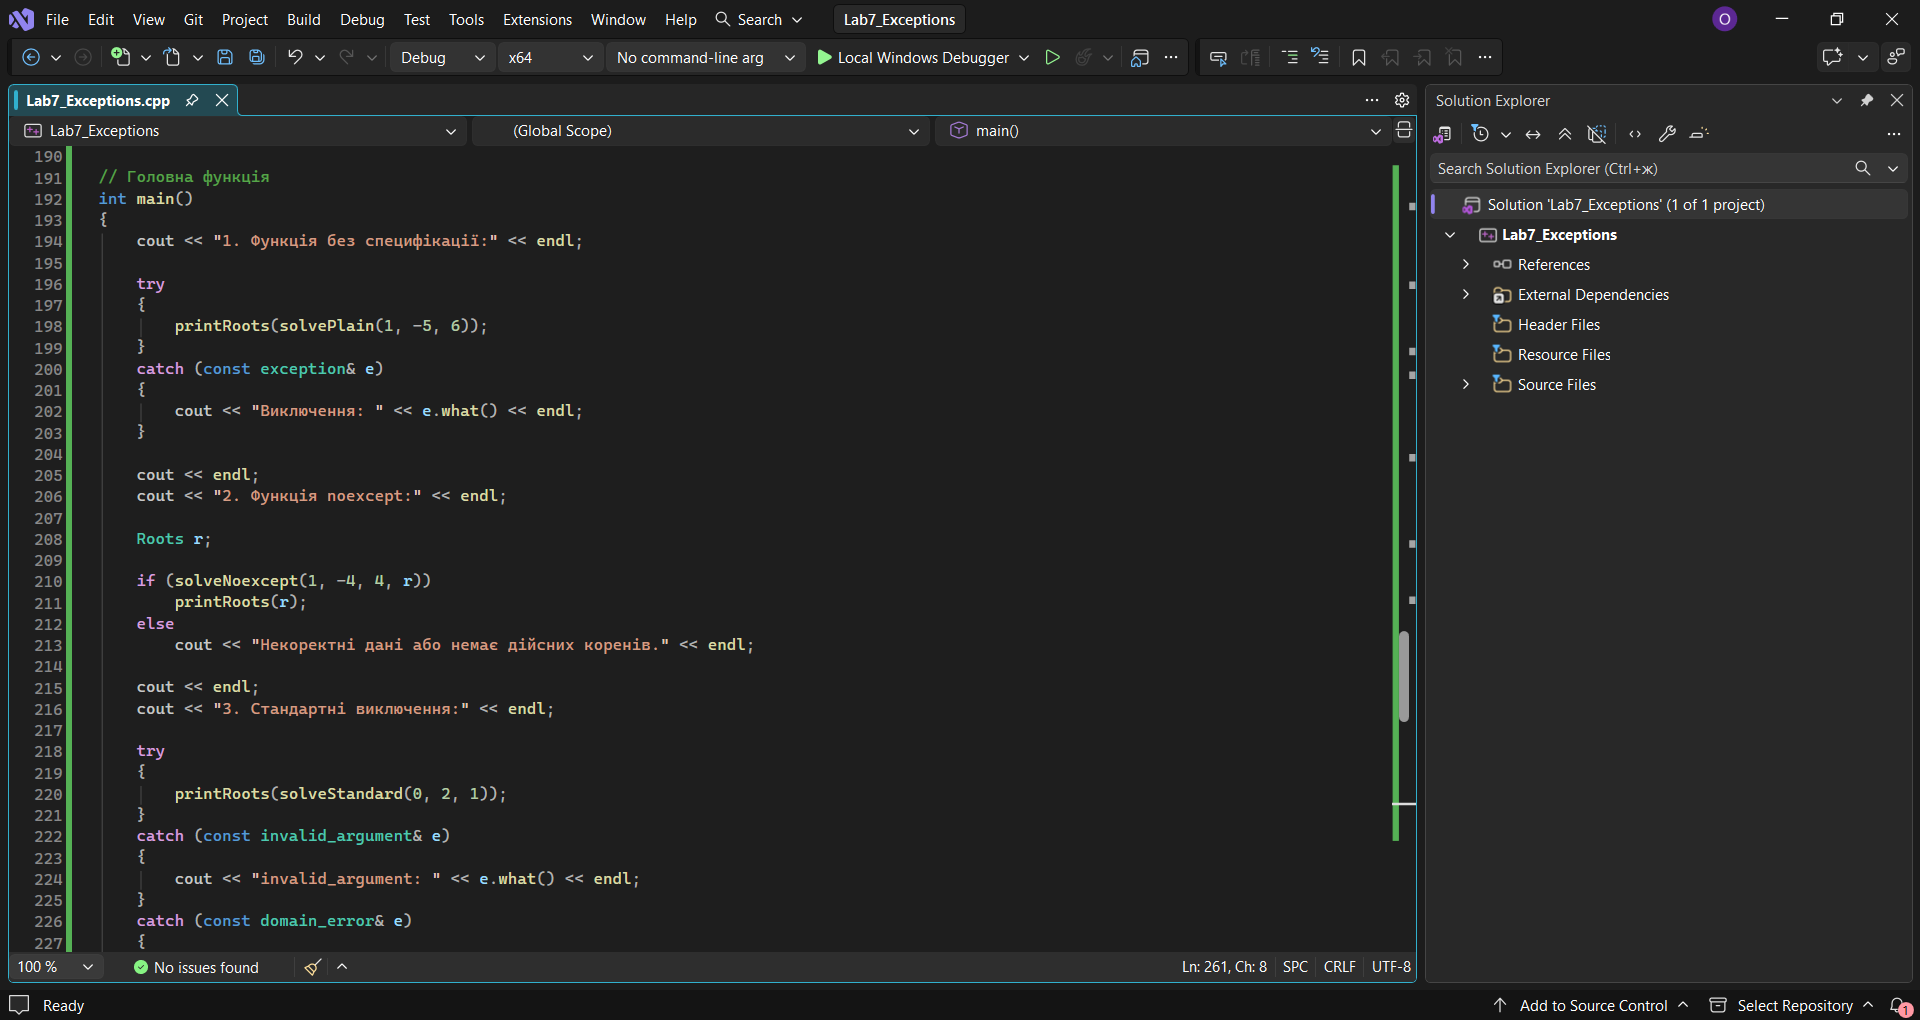 File Edit View Git Project Build Debug Test Tools Extensions Window Help Search Lab7_Exceptions O
Debug x64 No command-line arg Local Windows Debugger
Lab7_Exceptions.cpp
Lab7_Exceptions (Global Scope) main()
190
191 // Головна функція
192 int main()
193 {
194 cout << "1. Функція без специфікації:" << endl;
195
196 try
197 {
198 printRoots(solvePlain(1, -5, 6));
199 }
200 catch (const exception& e)
201 {
202 cout << "Виключення: " << e.what() << endl;
203 }
204
205 cout << endl;
206 cout << "2. Функція noexcept:" << endl;
207
208 Roots r;
209
210 if (solveNoexcept(1, -4, 4, r))
211 printRoots(r);
212 else
213 cout << "Некоректні дані або немає дійсних коренів." << endl;
214
215 cout << endl;
216 cout << "3. Стандартні виключення:" << endl;
217
218 try
219 {
220 printRoots(solveStandard(0, 2, 1));
221 }
222 catch (const invalid_argument& e)
223 {
224 cout << "invalid_argument: " << e.what() << endl;
225 }
226 catch (const domain_error& e)
227 {
100 % No issues found Ln: 261, Ch: 8 SPC CRLF UTF-8
Solution Explorer
Search Solution Explorer (Ctrl+ж)
Solution 'Lab7_Exceptions' (1 of 1 project)
Lab7_Exceptions
References
External Dependencies
Header Files
Resource Files
Source Files
Ready Add to Source Control Select Repository 1